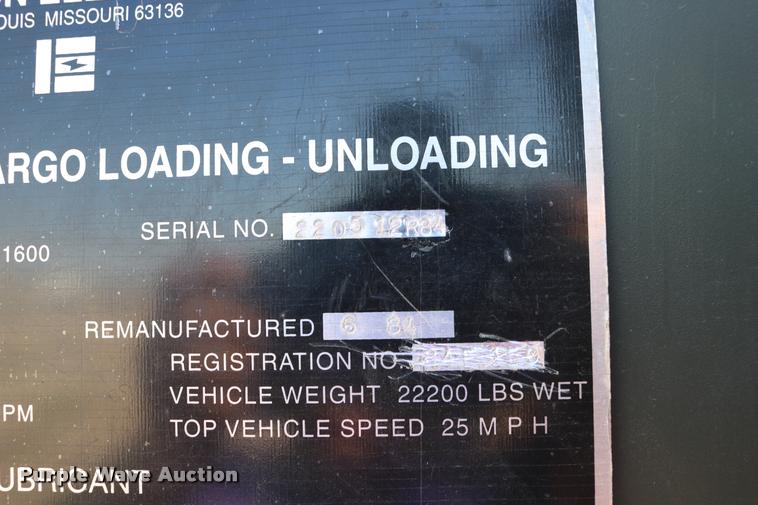 OUIS MISSOURI 63136
ARGO LOADING - UNLOADING
SERIAL NO. 220512R84
1600
REMANUFACTURED 6 84
REGISTRATION NO.
VEHICLE WEIGHT 22200 LBS WET
PM
TOP VEHICLE SPEED 25 M P H
UBRICANT
Purple Wave Auction